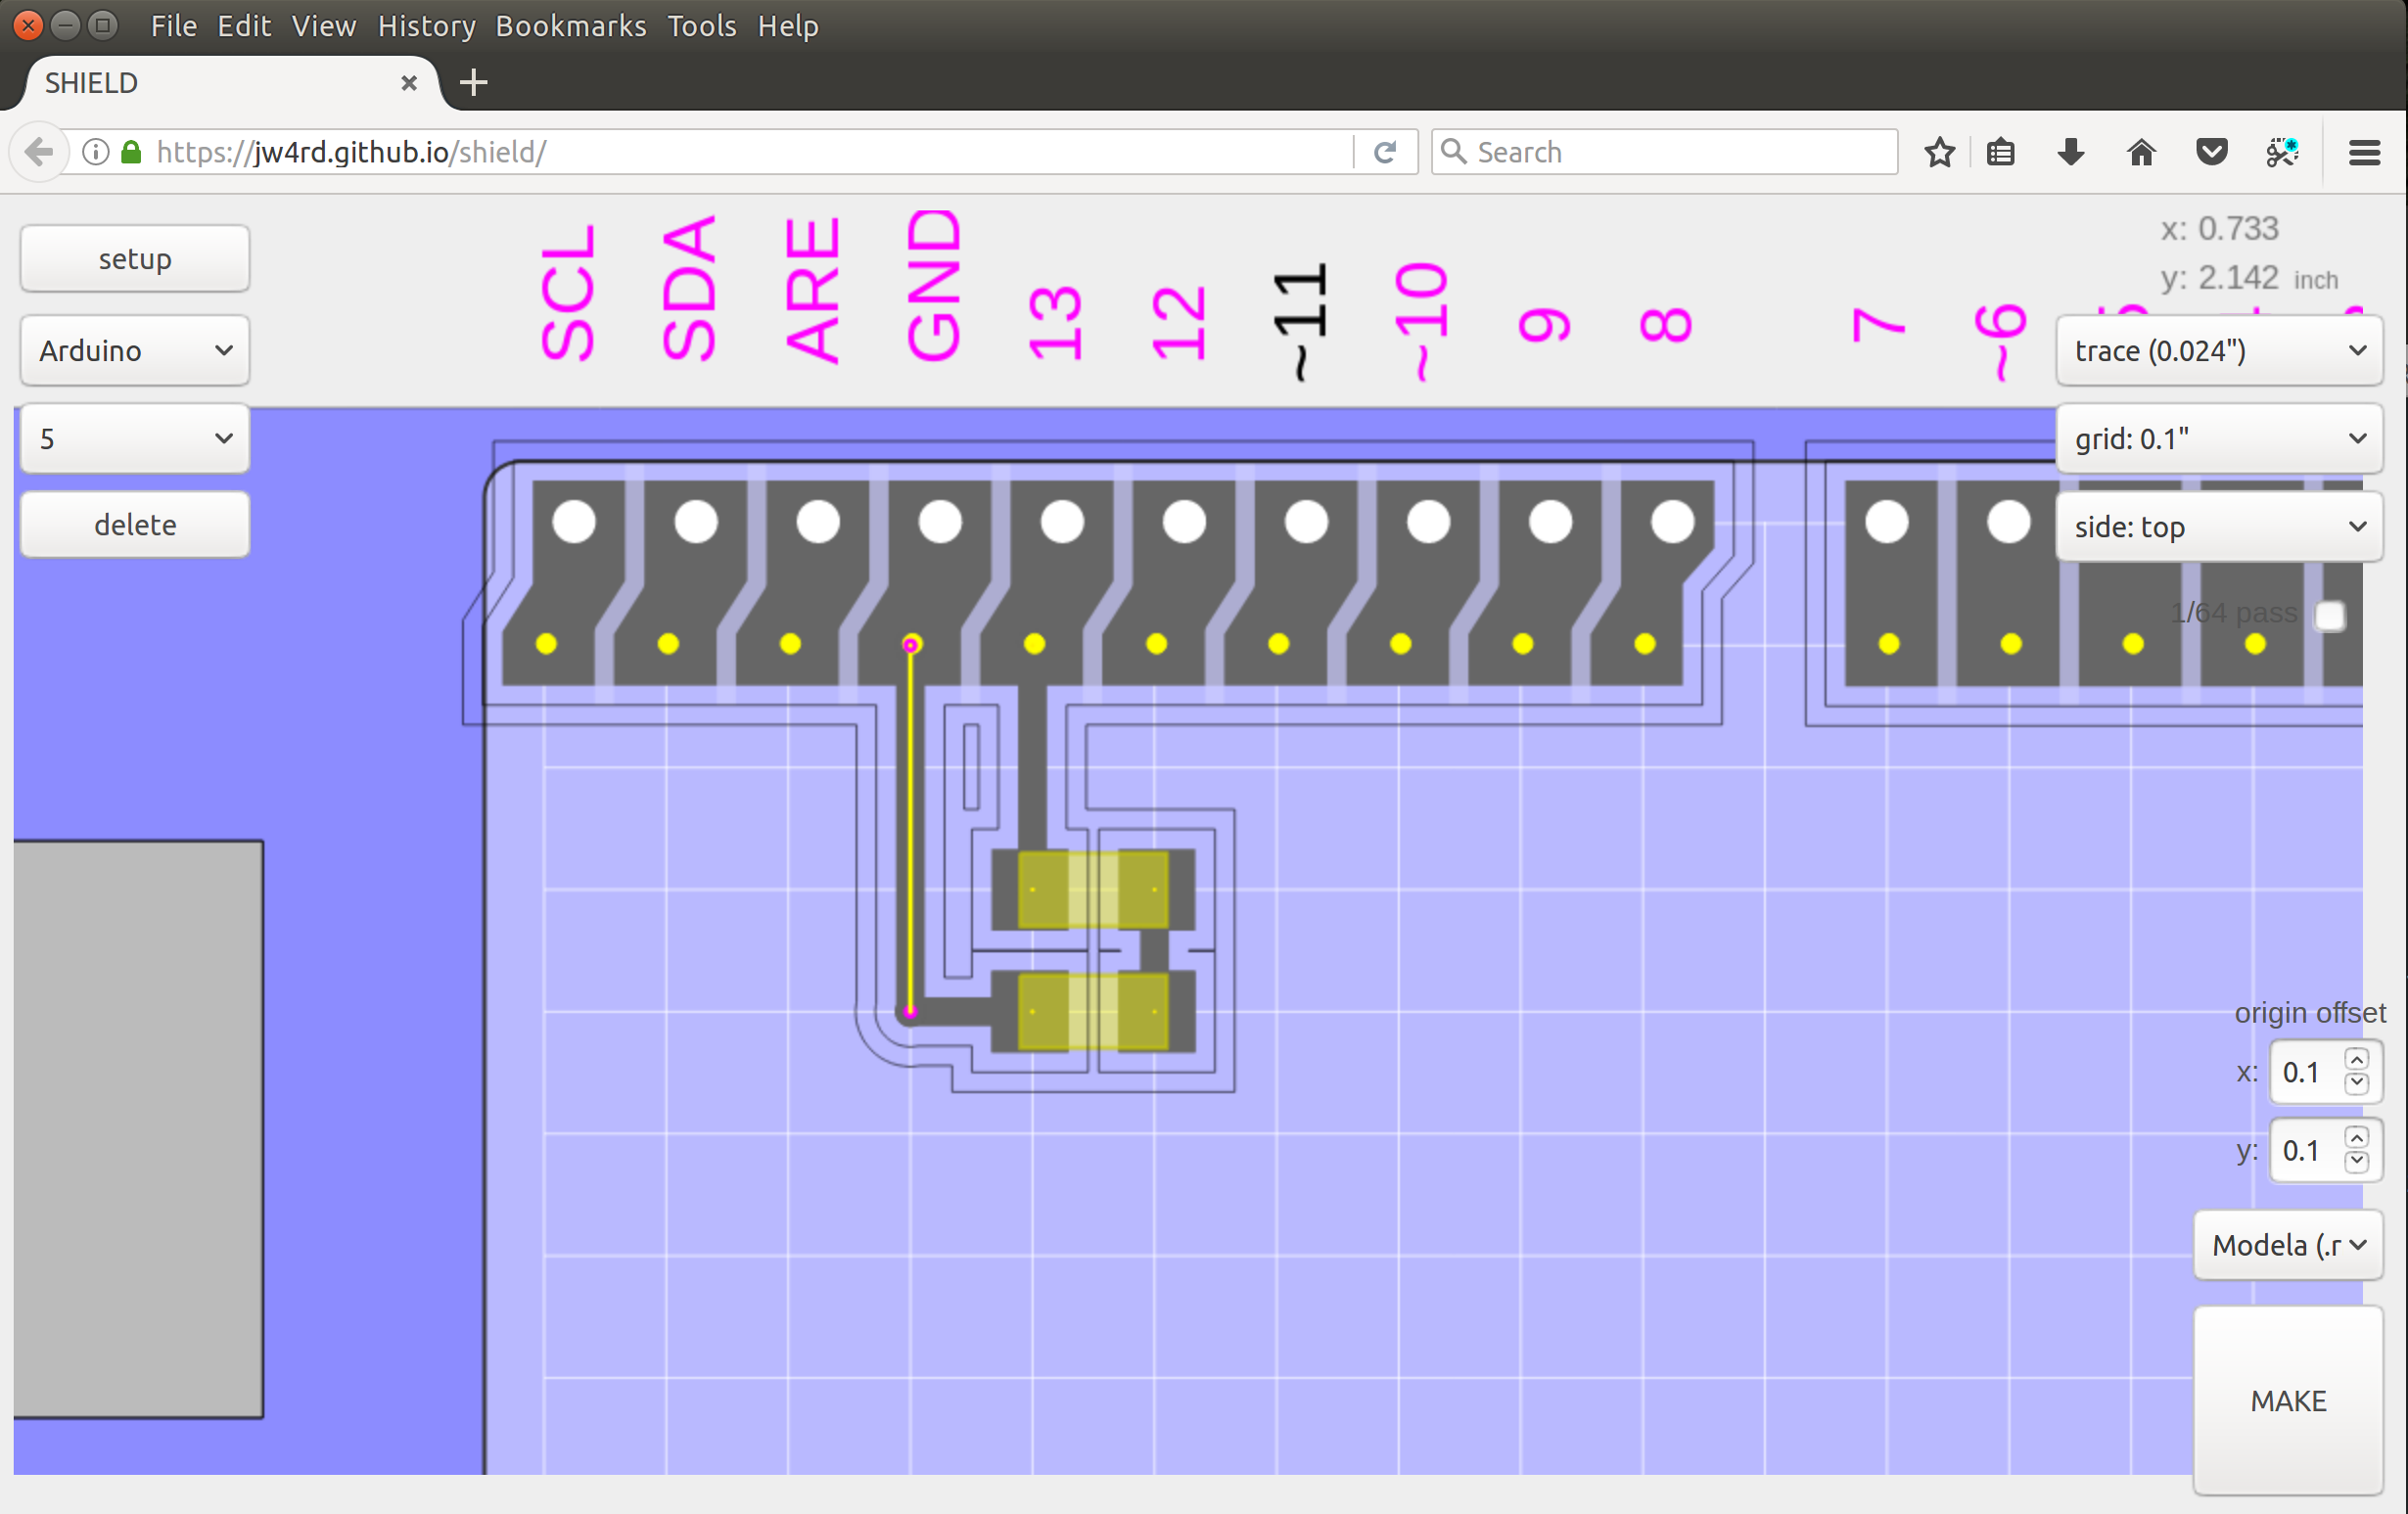 File Edit View History Bookmarks Tools Help
SHIELD
https://jw4rd.github.io/shield/
Search
setup
Arduino
5
delete
SCL
SDA
ARE
GND
13
12
~11
~10
9
8
7
~6
x: 0.733
y: 2.142 inch
trace (0.024")
grid: 0.1"
side: top
1/64 pass
origin offset
x: 0.1
y: 0.1
Modela (.r
MAKE